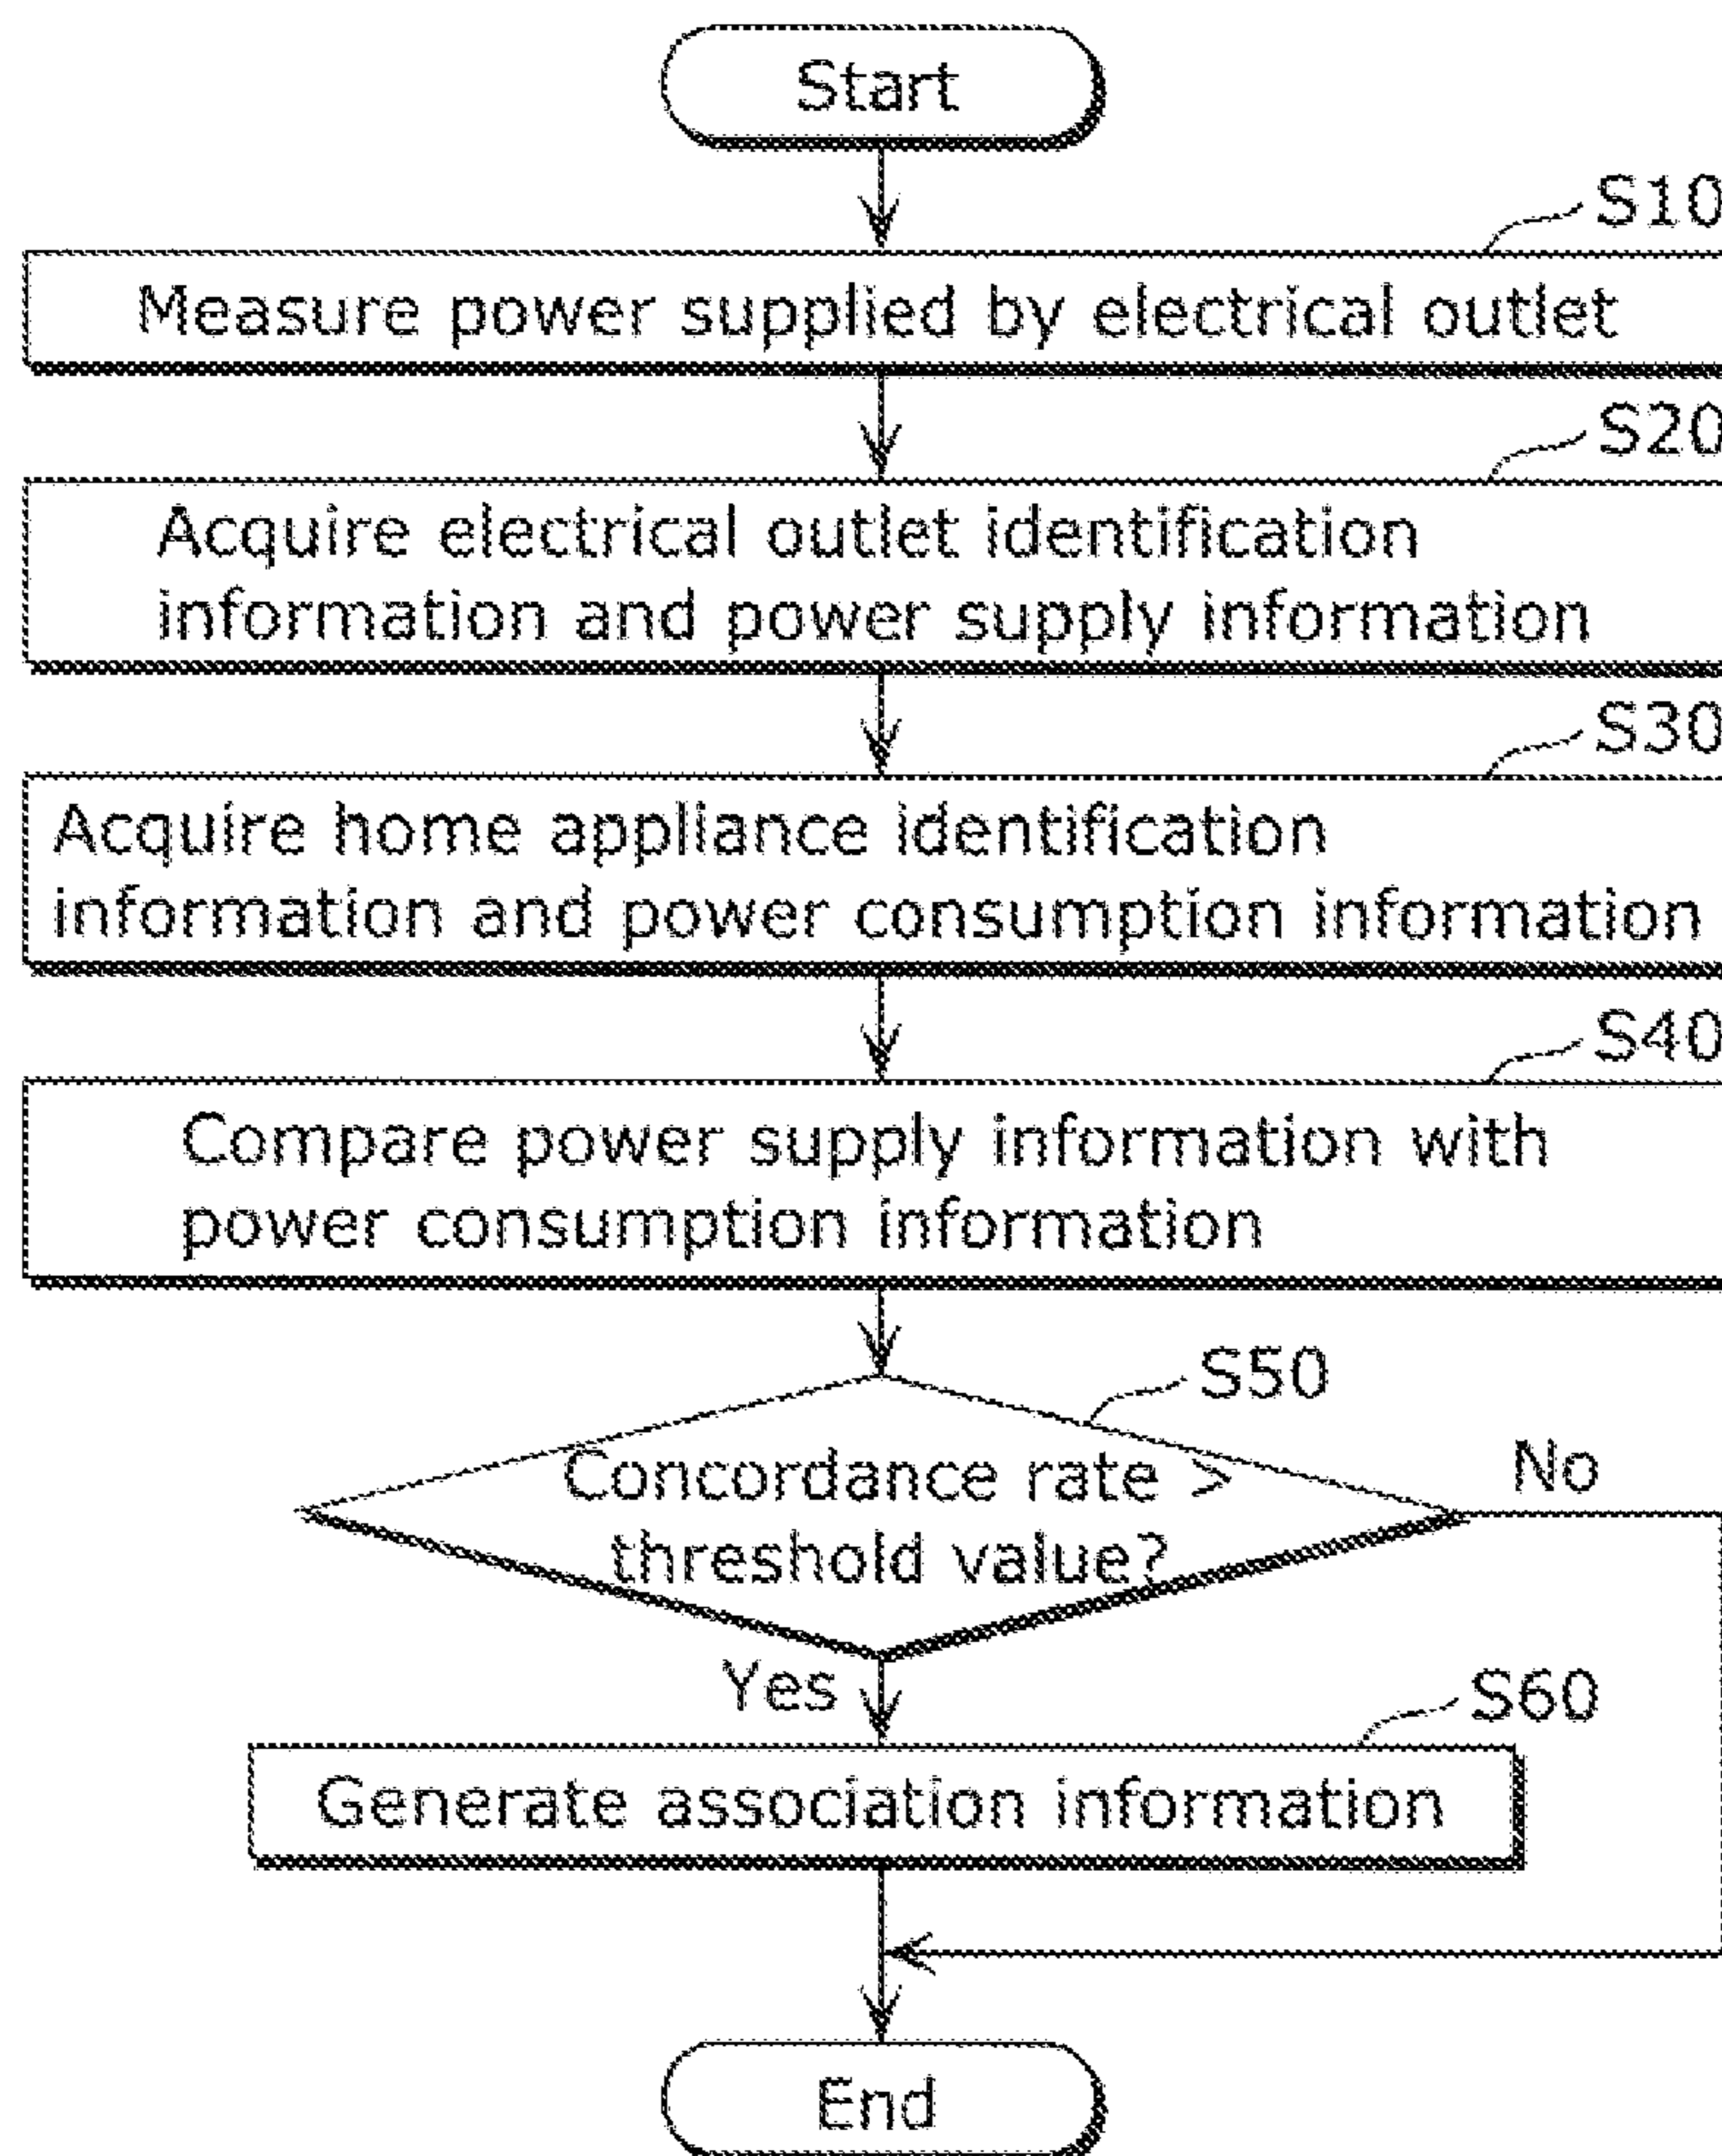 Start
S10
Measure power supplied by electrical outlet
S20
Acquire electrical outlet identification
information and power supply information
S30
Acquire home appliance identification
information and power consumption information
S40
Compare power supply information with
power consumption information
S50
Concordance rate >
threshold value?
No
Yes
S60
Generate association information
End